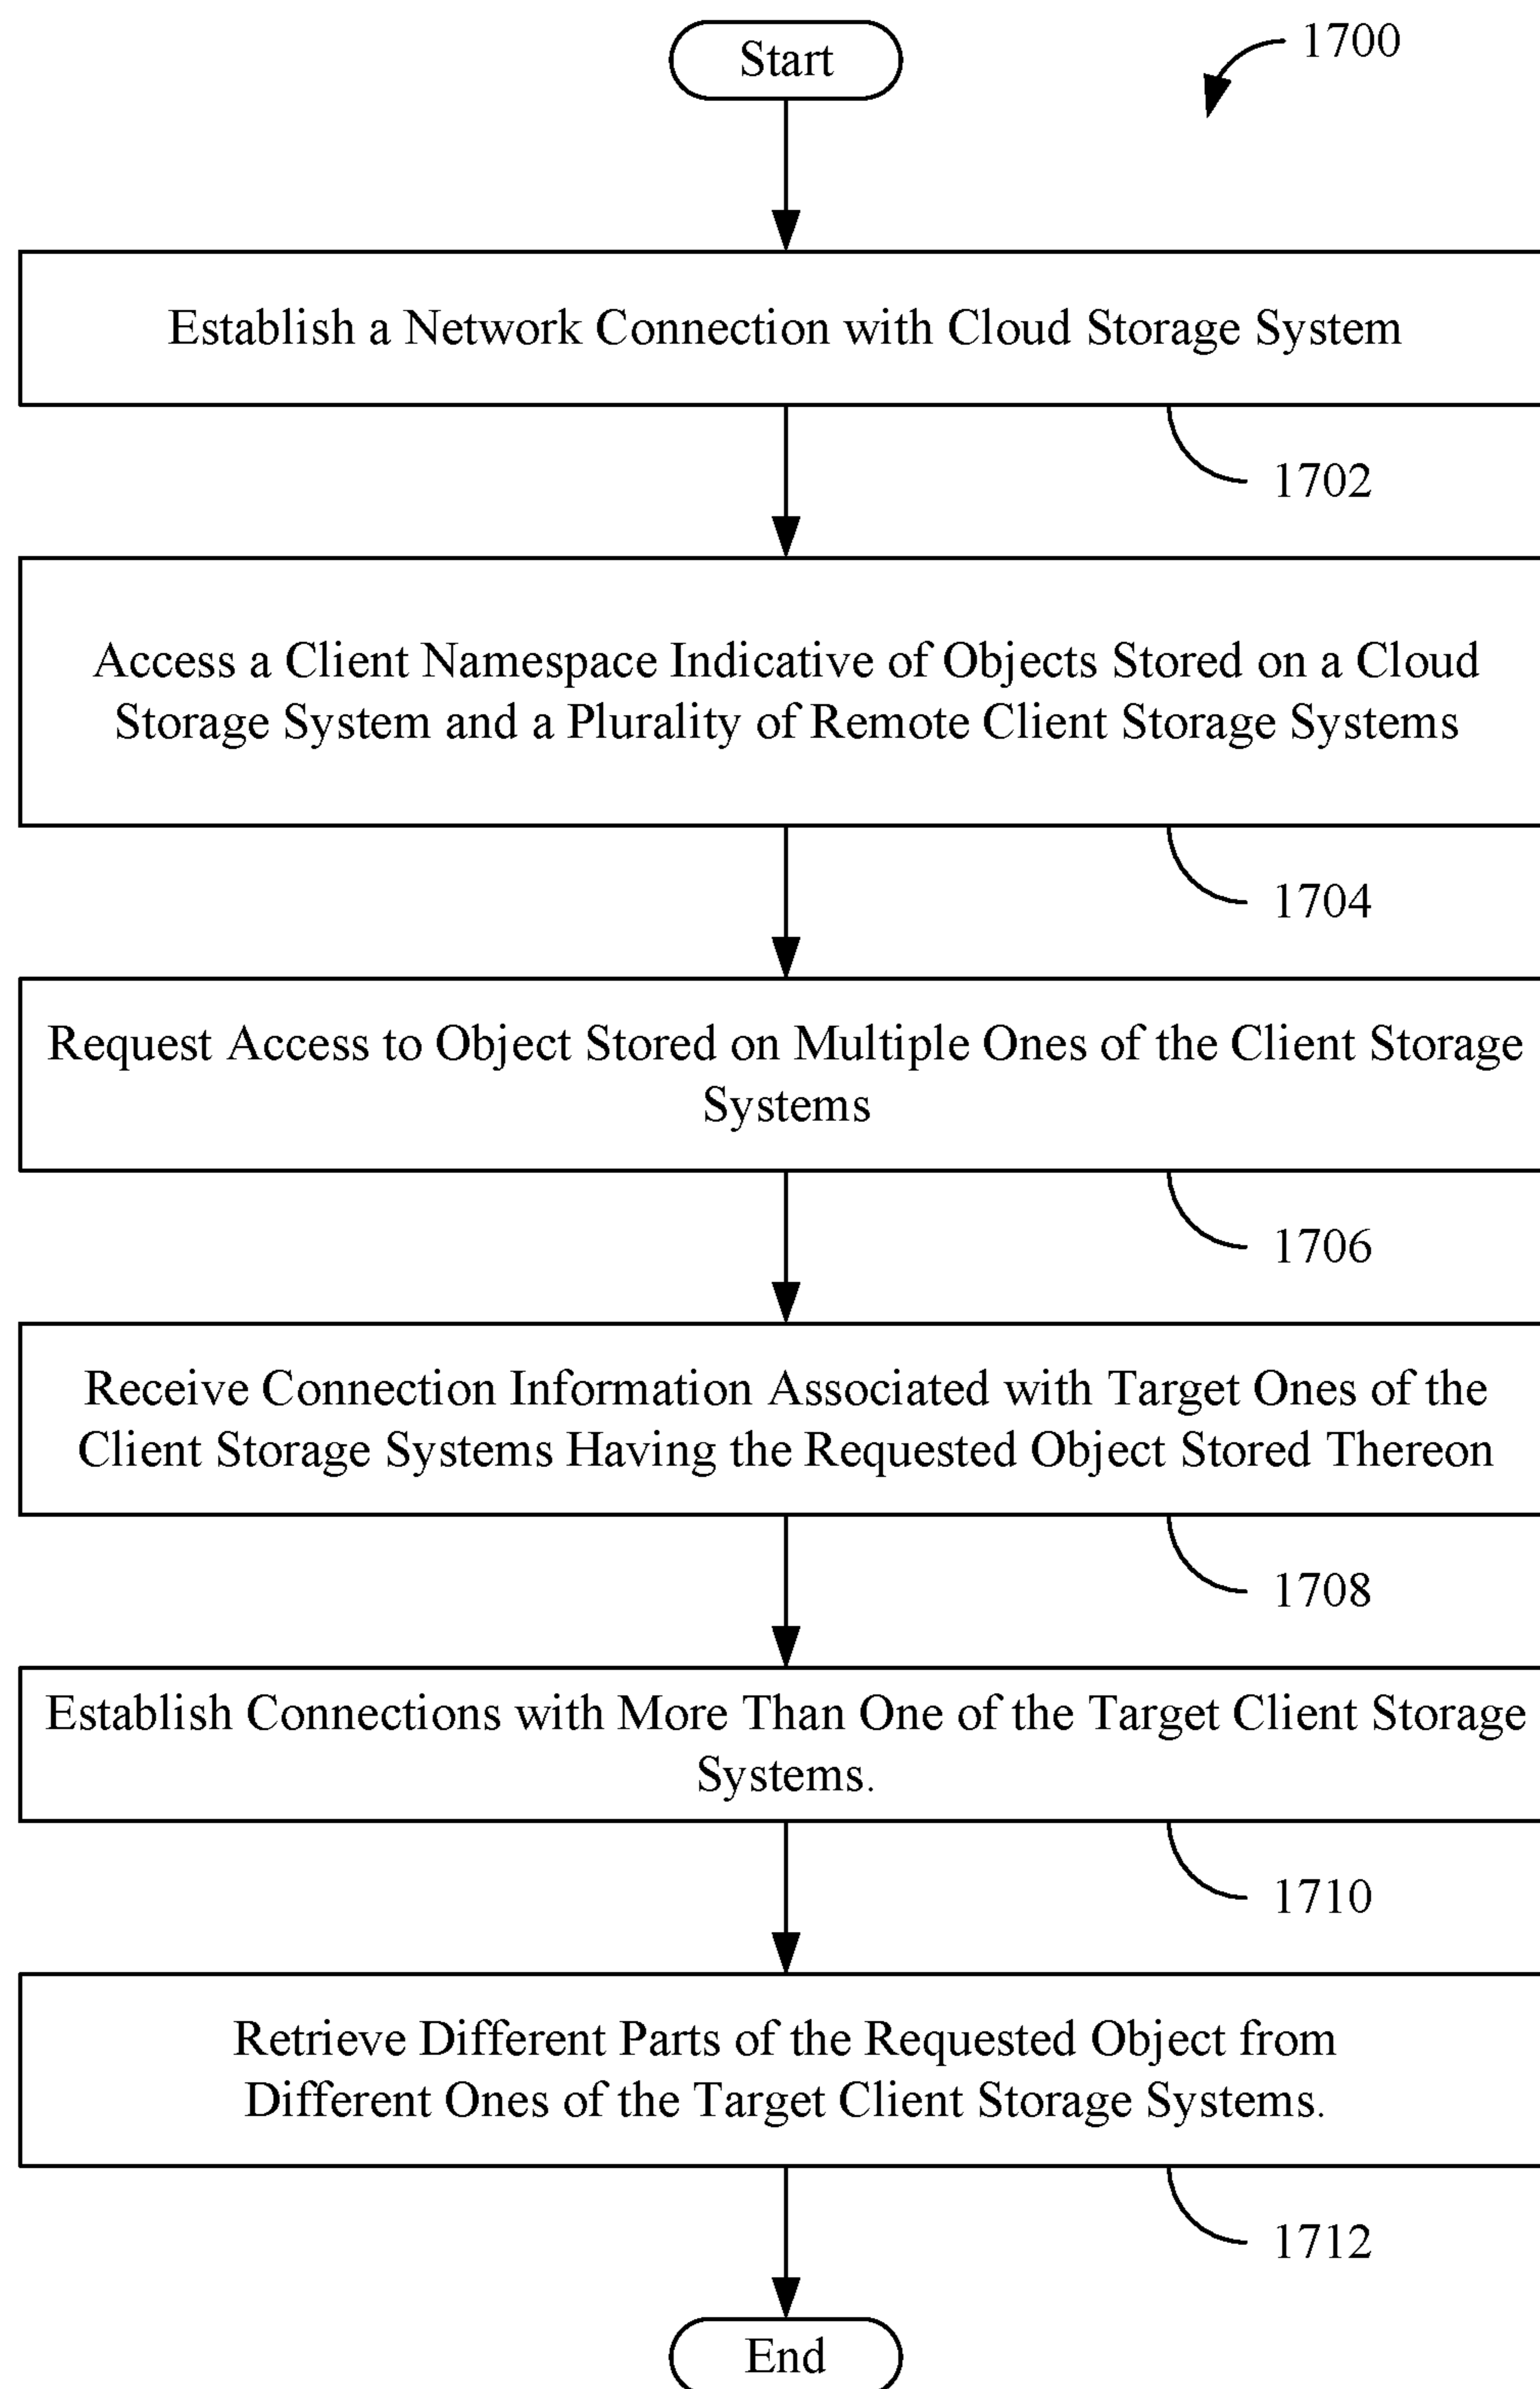 Start
1700
Establish a Network Connection with Cloud Storage System
1702
Access a Client Namespace Indicative of Objects Stored on a Cloud
Storage System and a Plurality of Remote Client Storage Systems
1704
Request Access to Object Stored on Multiple Ones of the Client Storage
Systems
1706
Receive Connection Information Associated with Target Ones of the
Client Storage Systems Having the Requested Object Stored Thereon
1708
Establish Connections with More Than One of the Target Client Storage
Systems.
1710
Retrieve Different Parts of the Requested Object from
Different Ones of the Target Client Storage Systems.
1712
End